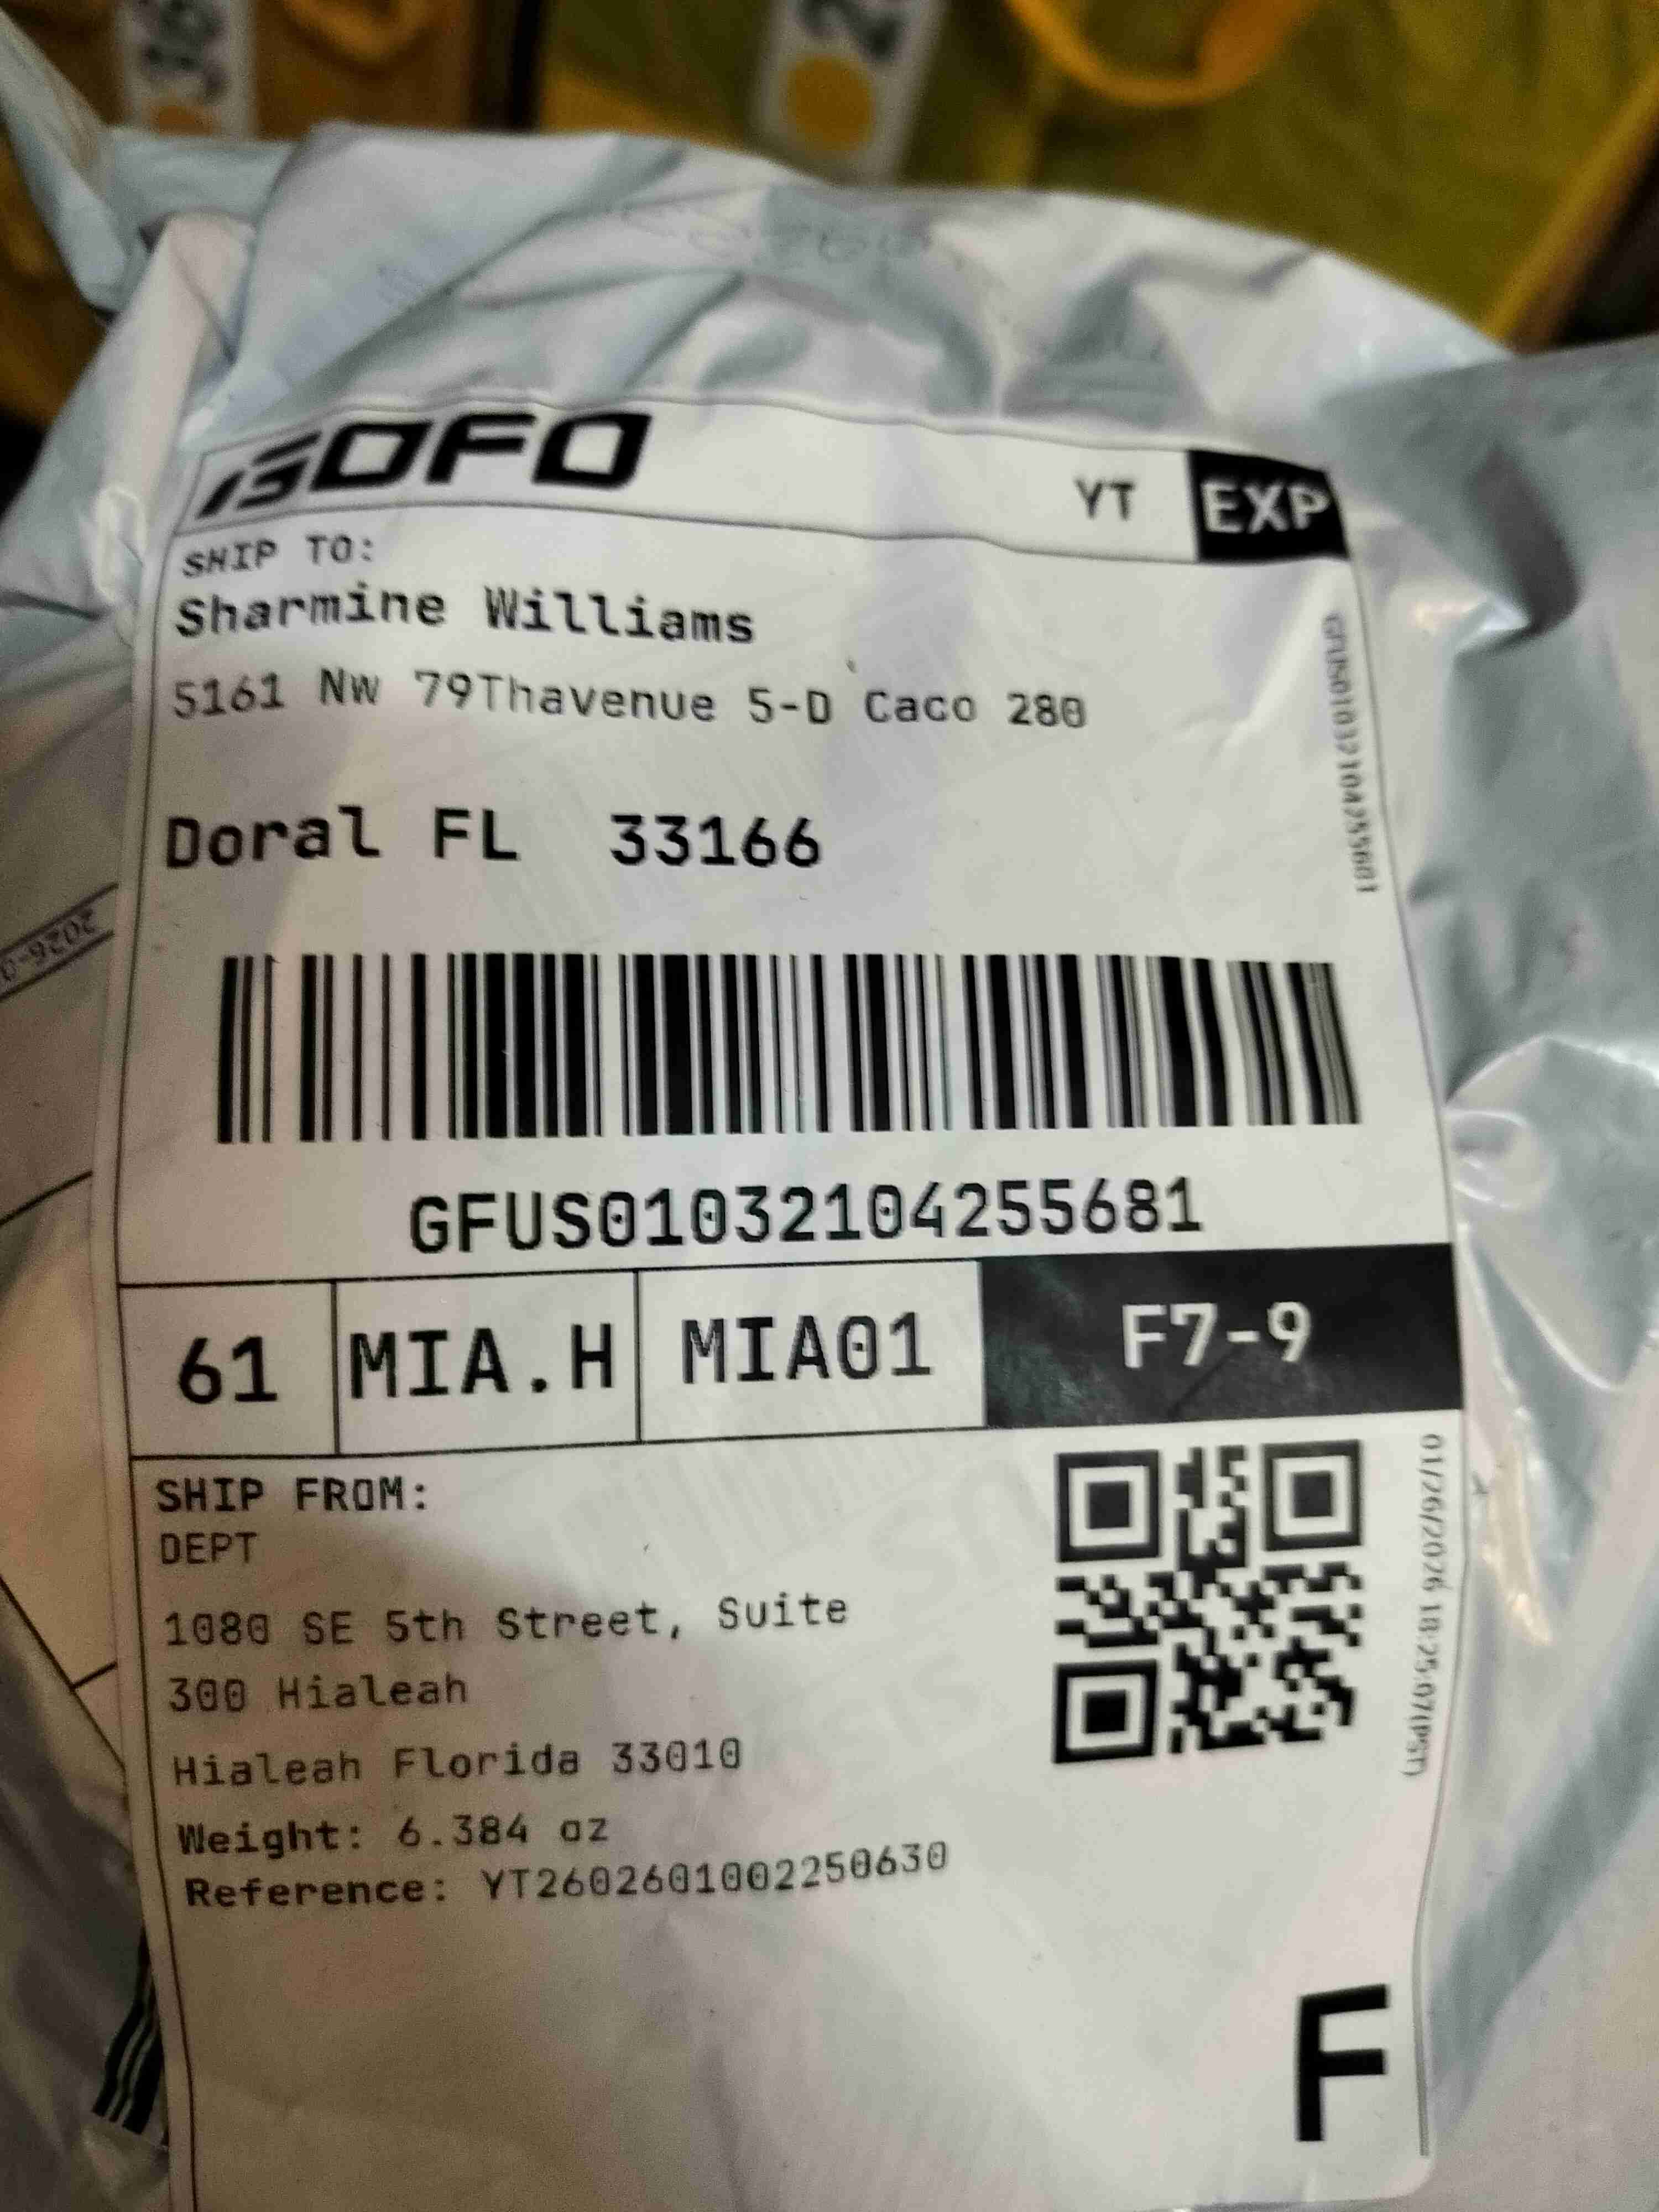 GOFO
YT EXP
SHIP TO:
Sharmine Williams
5161 Nw 79Thavenue 5-D Caco 280
Doral FL 33166
GFUS01032104255681
GFUS01032104255681
61 MIA.H MIA01 F7-9
SHIP FROM:
DEPT
1080 SE 5th Street, Suite
300 Hialeah
Hialeah Florida 33010
Weight: 6.384 oz
Reference: YT2602601002250630
01/26/2026 18:25:07(PST)
F